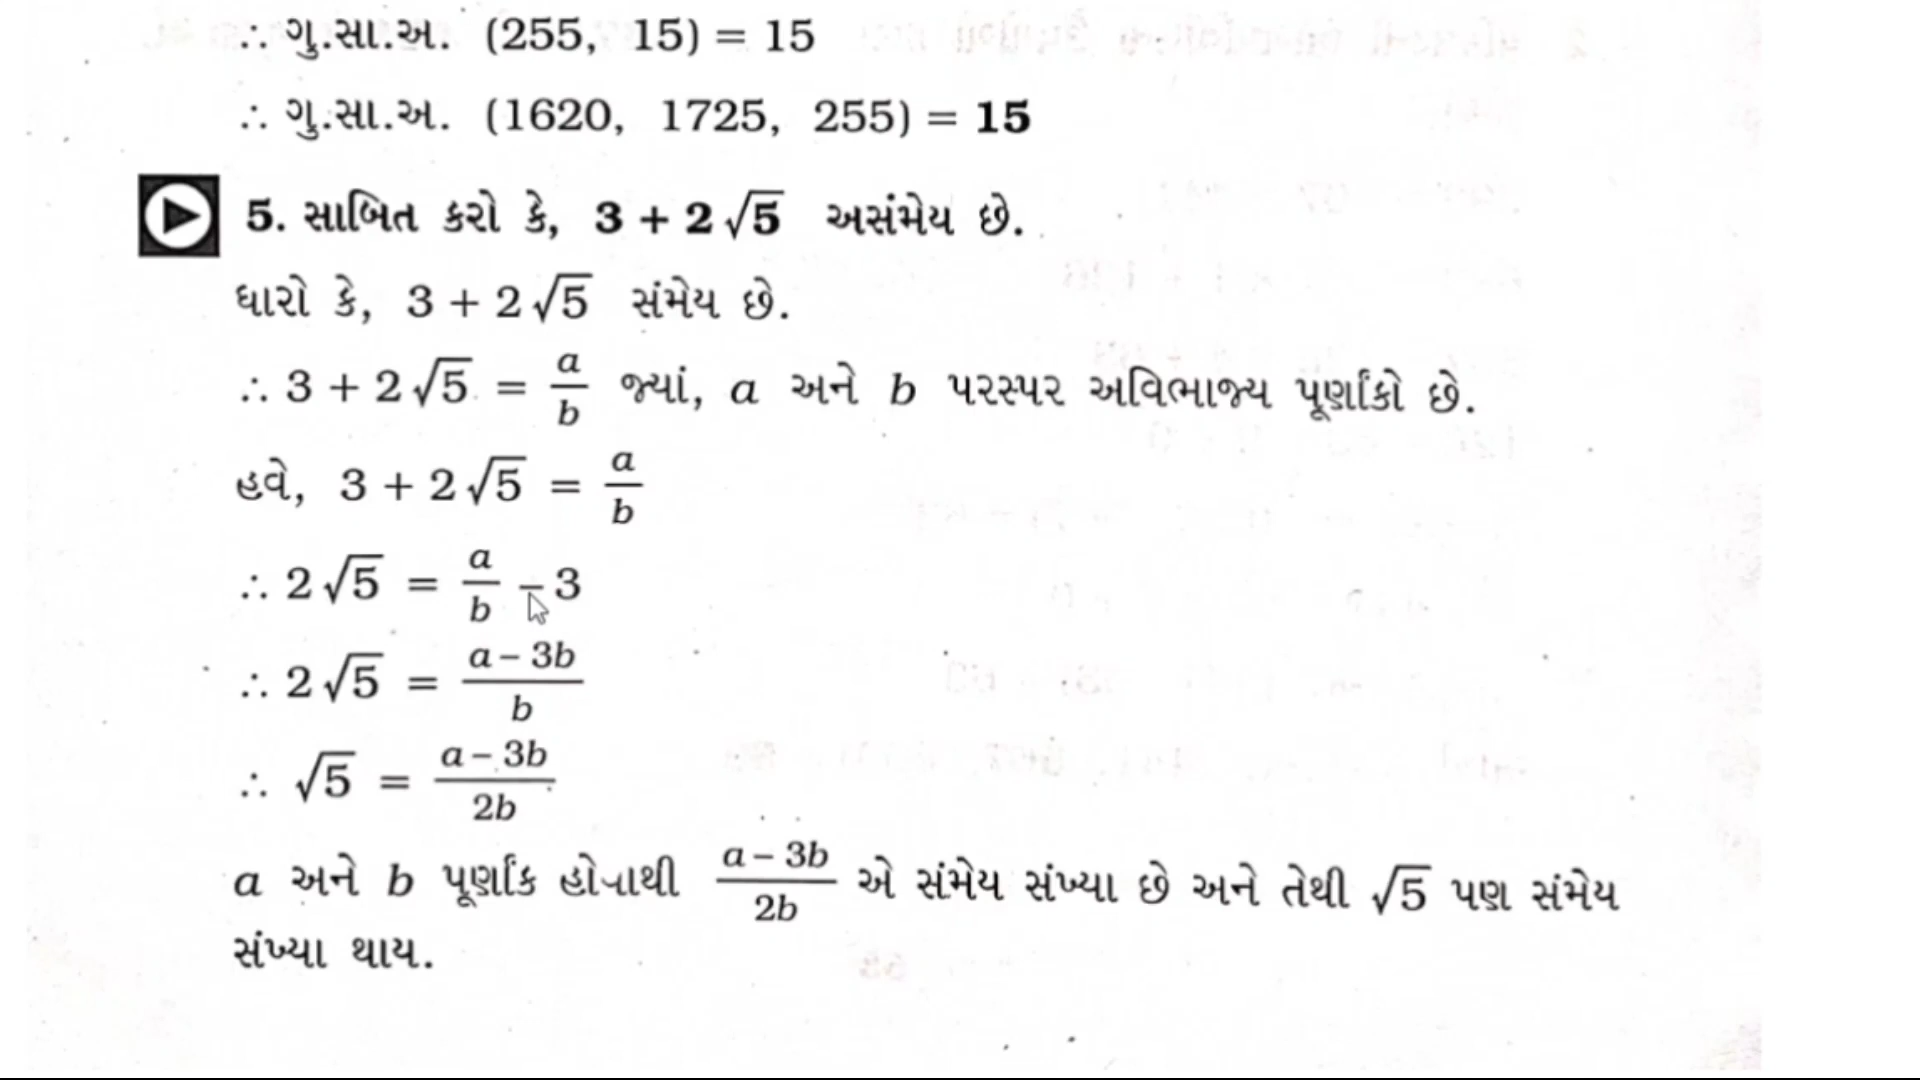 ∴ ગુ.સા.અ. (255, 15) = 15
∴ ગુ.સા.અ. (1620, 1725, 255) = 15
5. સાબિત કરો કે, 3 + 2√5 અસંમેય છે.
ધારો કે, 3 + 2√5 સંમેય છે.
∴ 3 + 2√5 = a/b જ્યાં, a અને b પરસ્પર અવિભાજ્ય પૂર્ણાંકો છે.
હવે, 3 + 2√5 = a/b
∴ 2√5 = a/b – 3
∴ 2√5 = (a – 3b)/b
∴ √5 = (a – 3b)/2b
a અને b પૂર્ણાંક હોવાથી (a – 3b)/2b એ સંમેય સંખ્યા છે અને તેથી √5 પણ સંમેય
સંખ્યા થાય.